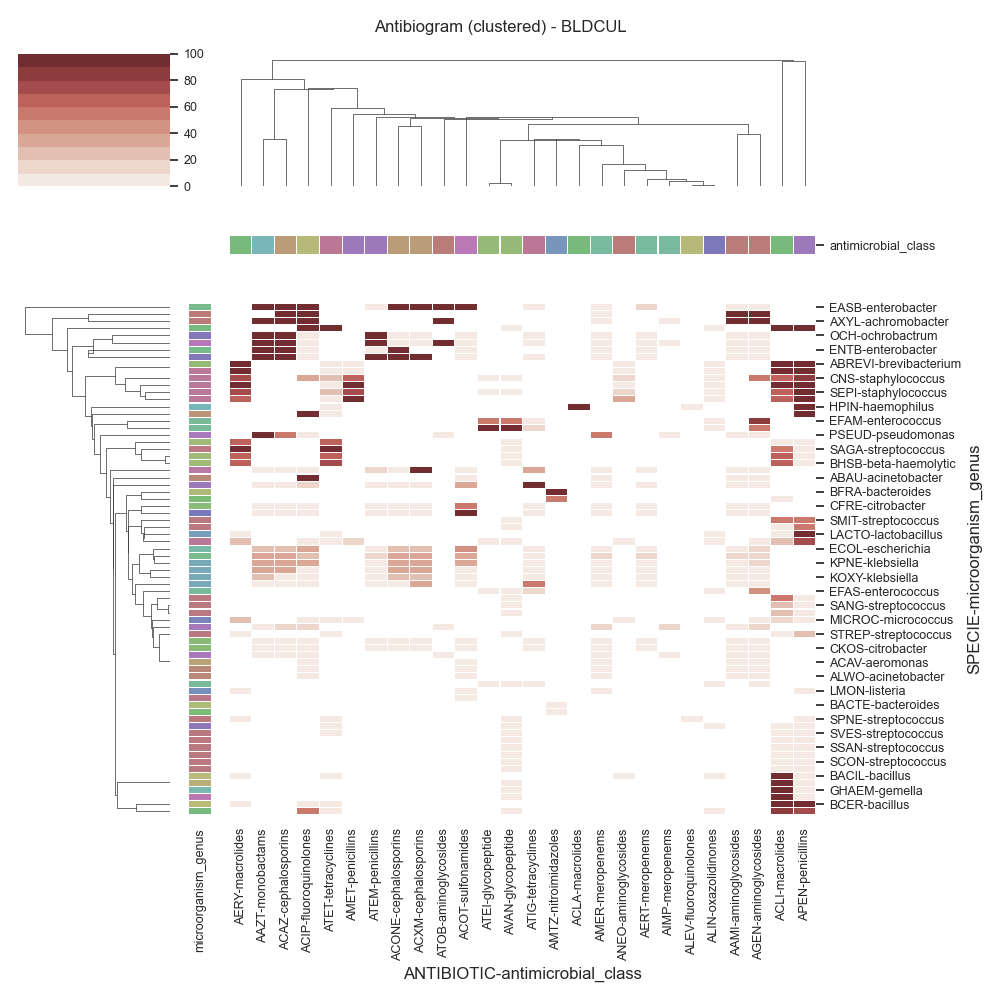 Antibiogram (clustered) - BLDCUL
100
80
60
40
20
0
antimicrobial_class
EASB-enterobacter
AXYL-achromobacter
OCH-ochrobactrum
ENTB-enterobacter
ABREVI-brevibacterium
CNS-staphylococcus
SEPI-staphylococcus
HPIN-haemophilus
EFAM-enterococcus
PSEUD-pseudomonas
SAGA-streptococcus
BHSB-beta-haemolytic
ABAU-acinetobacter
BFRA-bacteroides
CFRE-citrobacter
SMIT-streptococcus
LACTO-lactobacillus
ECOL-escherichia
KPNE-klebsiella
KOXY-klebsiella
EFAS-enterococcus
SANG-streptococcus
MICROC-micrococcus
STREP-streptococcus
CKOS-citrobacter
ACAV-aeromonas
ALWO-acinetobacter
LMON-listeria
BACTE-bacteroides
SPNE-streptococcus
SVES-streptococcus
SSAN-streptococcus
SCON-streptococcus
BACIL-bacillus
GHAEM-gemella
BCER-bacillus
SPECIE-microorganism_genus
microorganism_genus
AERY-macrolides
AAZT-monobactams
ACAZ-cephalosporins
ACIP-fluoroquinolones
ATET-tetracyclines
AMET-penicillins
ATEM-penicillins
ACONE-cephalosporins
ACXM-cephalosporins
ATOB-aminoglycosides
ACOT-sulfonamides
ATEI-glycopeptide
AVAN-glycopeptide
ATIG-tetracyclines
AMTZ-nitroimidazoles
ACLA-macrolides
AMER-meropenems
ANEO-aminoglycosides
AERT-meropenems
AIMP-meropenems
ALEV-fluoroquinolones
ALIN-oxazolidinones
AAMI-aminoglycosides
AGEN-aminoglycosides
ACLI-macrolides
APEN-penicillins
ANTIBIOTIC-antimicrobial_class